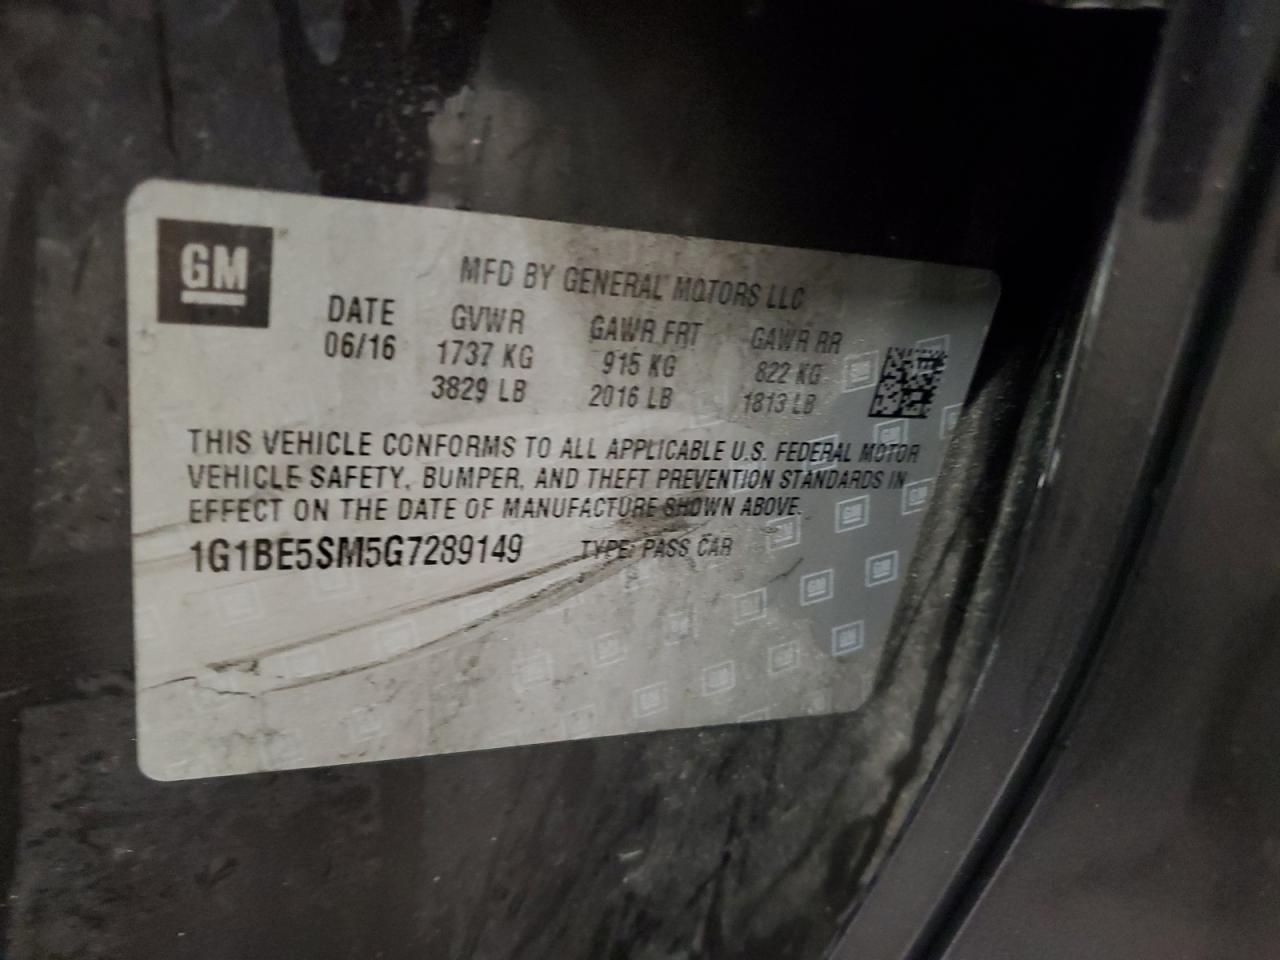 GM
MFD BY GENERAL MOTORS LLC
DATE GVWR GAWR FRT GAWR RR
06/16 1737 KG 915 KG 822 KG
3829 LB 2016 LB 1813 LB
THIS VEHICLE CONFORMS TO ALL APPLICABLE U.S. FEDERAL MOTOR
VEHICLE SAFETY, BUMPER, AND THEFT PREVENTION STANDARDS IN
EFFECT ON THE DATE OF MANUFACTURE SHOWN ABOVE.
1G1BE5SM5G7289149 TYPE: PASS CAR